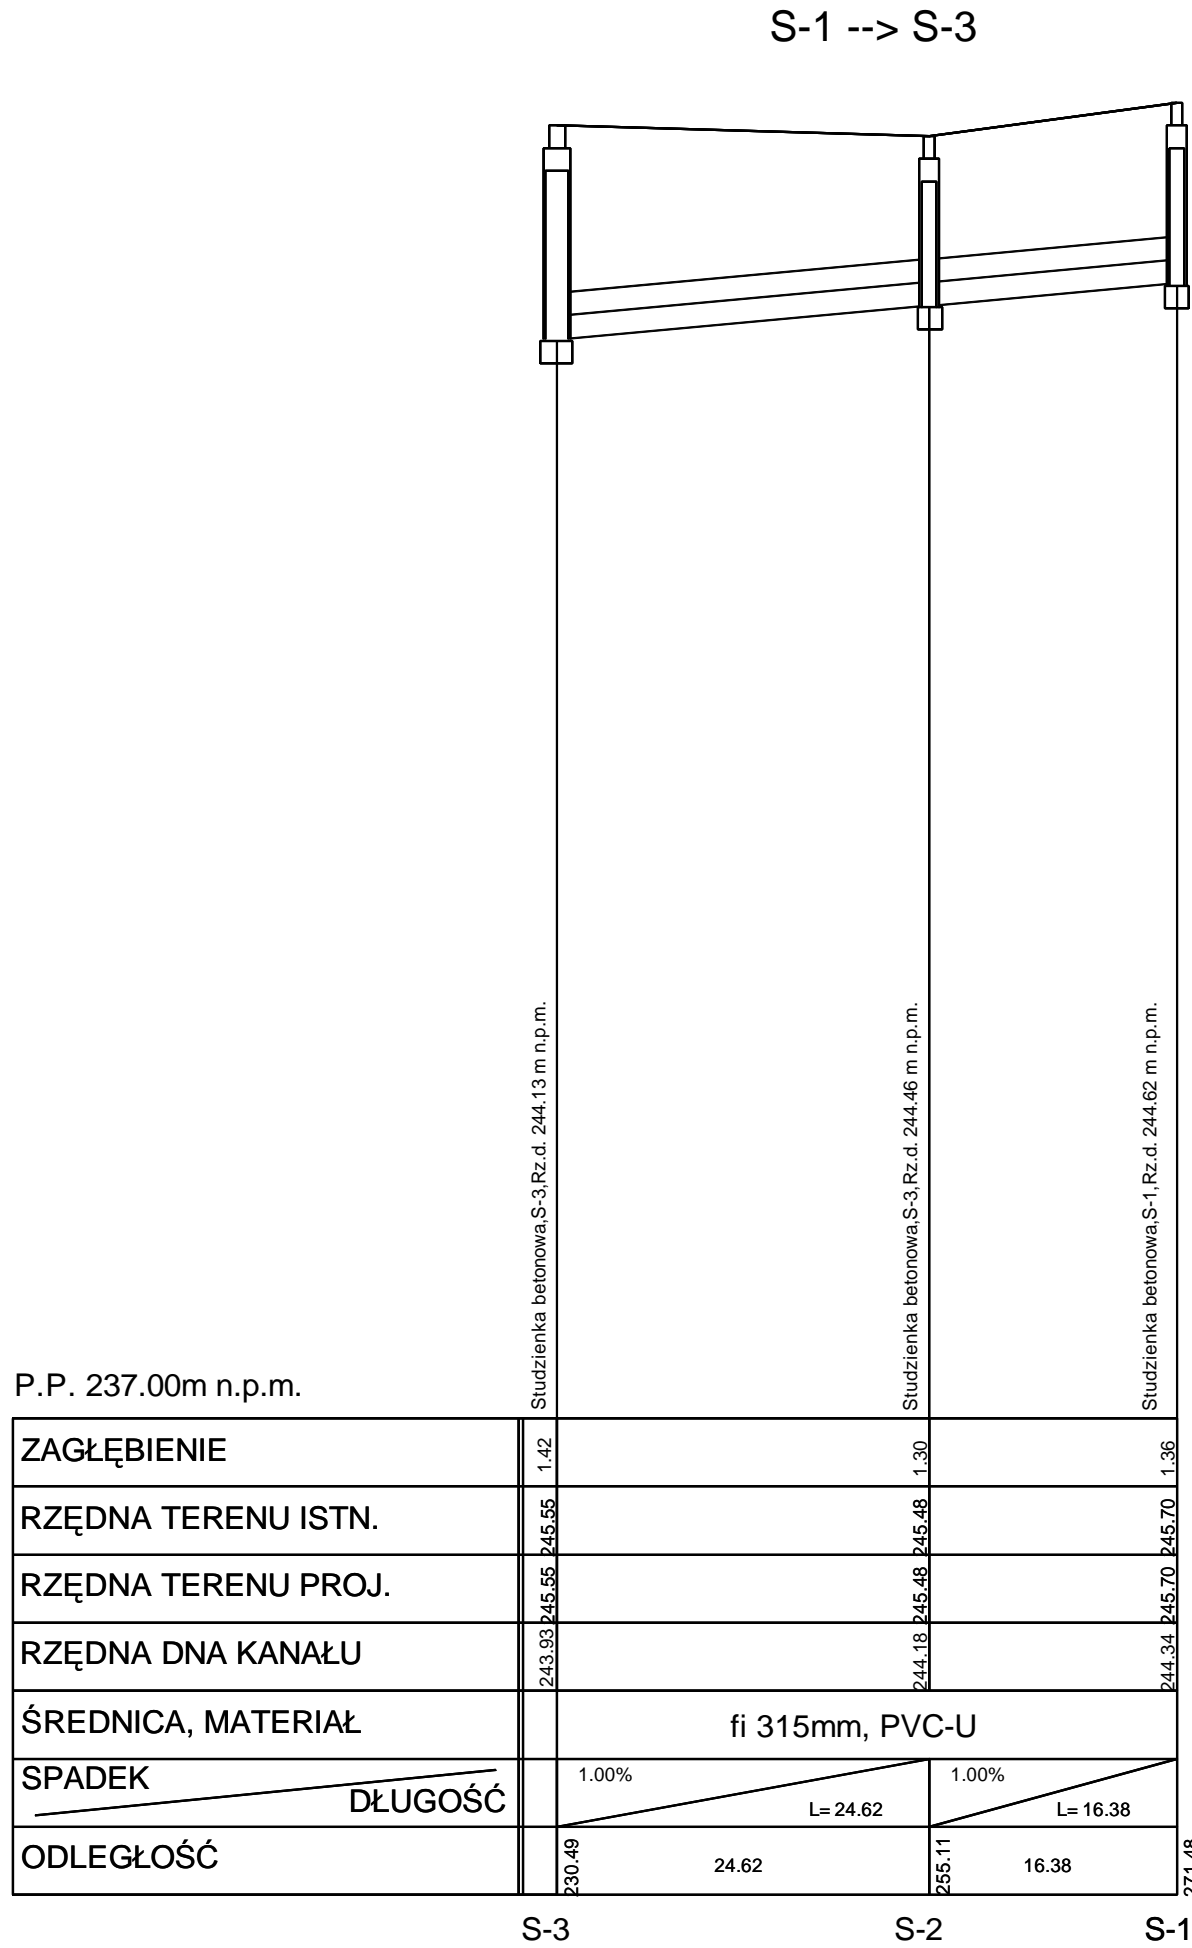 S-1 --> S-3
Studzienka betonowa,S-3,Rz.d. 244.13 m n.p.m.
Studzienka betonowa,S-3,Rz.d. 244.46 m n.p.m.
Studzienka betonowa,S-1,Rz.d. 244.62 m n.p.m.
P.P. 237.00m n.p.m.
ZAGŁĘBIENIE 1.42 1.30 1.36
RZĘDNA TERENU ISTN. 245.55 245.48 245.70
RZĘDNA TERENU PROJ. 245.55 245.48 245.70
RZĘDNA DNA KANAŁU 243.93 244.18 244.34
ŚREDNICA, MATERIAŁ fi 315mm, PVC-U
SPADEK 1.00% 1.00%
DŁUGOŚĆ L= 24.62 L= 16.38
ODLEGŁOŚĆ 230.49 24.62 255.11 16.38 271.48
S-3 S-2 S-1